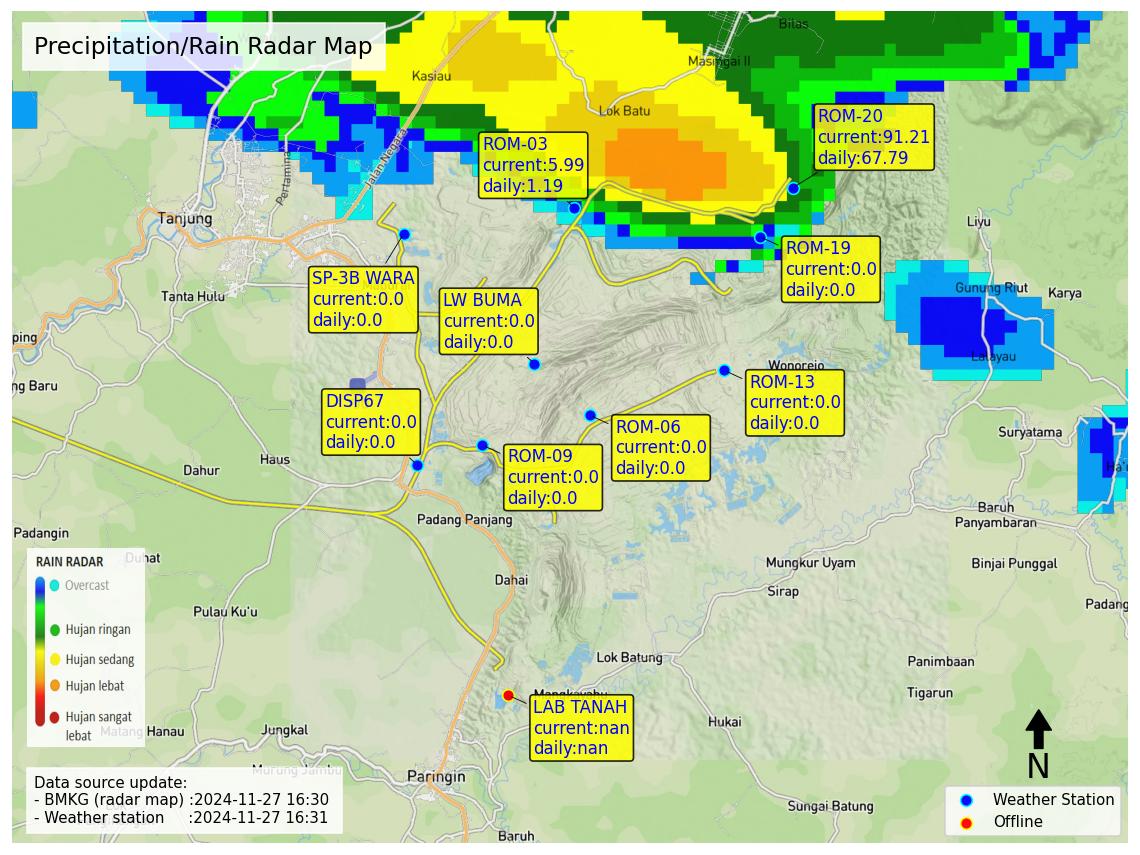 Precipitation/Rain Radar Map
Bitas
Masingai II
Kasiau
Lok Batu
ROM-20
current:91.21
daily:67.79
ROM-03
current:5.99
daily:1.19
Jalan Negara
Pertamina
Tanjung
Liyu
ROM-19
current:0.0
daily:0.0
SP-3B WARA
current:0.0
daily:0.0
Tanta Hulu
LW BUMA
current:0.0
daily:0.0
Gunung Riut
Karya
ping
Lalayau
Wonorejo
ng Baru
ROM-13
current:0.0
daily:0.0
DISP67
current:0.0
daily:0.0
ROM-06
current:0.0
daily:0.0
Suryatama
Haus
Dahur
ROM-09
current:0.0
daily:0.0
Baruh
Panyambaran
Padang Panjang
Padangin
Duhat
Mungkur Uyam
Binjai Punggal
RAIN RADAR
Overcast
Hujan ringan
Hujan sedang
Hujan lebat
Hujan sangat
lebat
Dahai
Sirap
Padang
Pulau Ku'u
Lok Batung
Panimbaan
Tigarun
Mangkayahu
LAB TANAH
current:nan
daily:nan
Hukai
Matang Hanau
Jungkal
Murung Jambu
Paringin
N
Data source update:
- BMKG (radar map) :2024-11-27 16:30
- Weather station :2024-11-27 16:31
Weather Station
Offline
Sungai Batung
Baruh